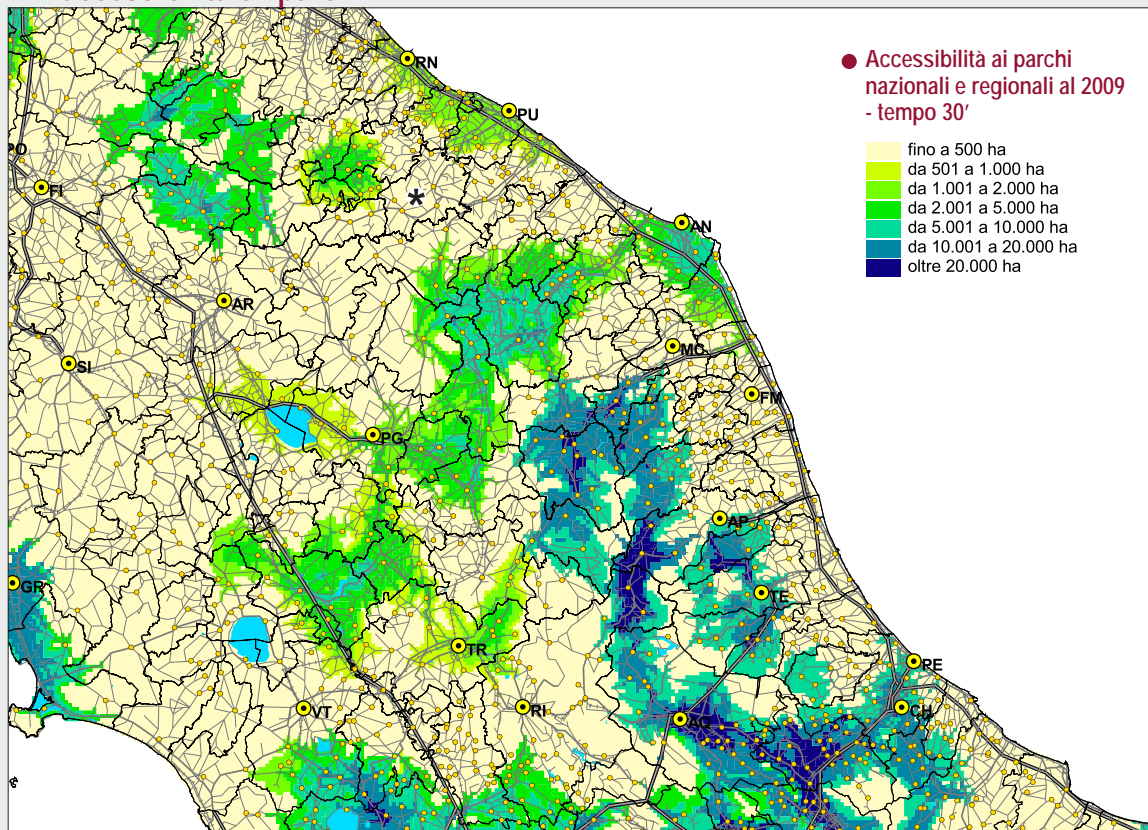 ● Accessibilità ai parchi
nazionali e regionali al 2009
- tempo 30'
fino a 500 ha
da 501 a 1.000 ha
da 1.001 a 2.000 ha
da 2.001 a 5.000 ha
da 5.001 a 10.000 ha
da 10.001 a 20.000 ha
oltre 20.000 ha
RN
PU
PO
FI
*
AN
AR
MC
SI
FM
PG
AP
GR
TE
TR
PE
VT
RI
AQ
CH